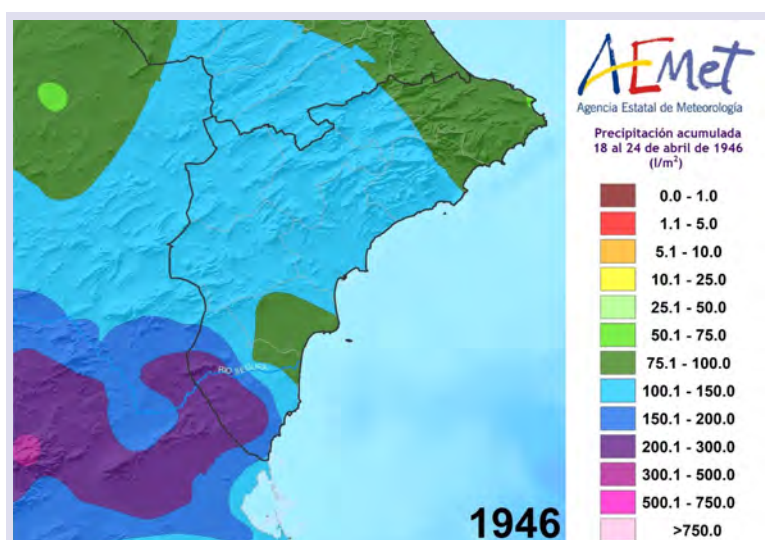 AEMet
Agencia Estatal de Meteorología
Precipitación acumulada
18 al 24 de abril de 1946
(l/m²)
0.0 - 1.0
1.1 - 5.0
5.1 - 10.0
10.1 - 25.0
25.1 - 50.0
50.1 - 75.0
75.1 - 100.0
100.1 - 150.0
150.1 - 200.0
200.1 - 300.0
300.1 - 500.0
500.1 - 750.0
>750.0
RIO SEGURA
1946